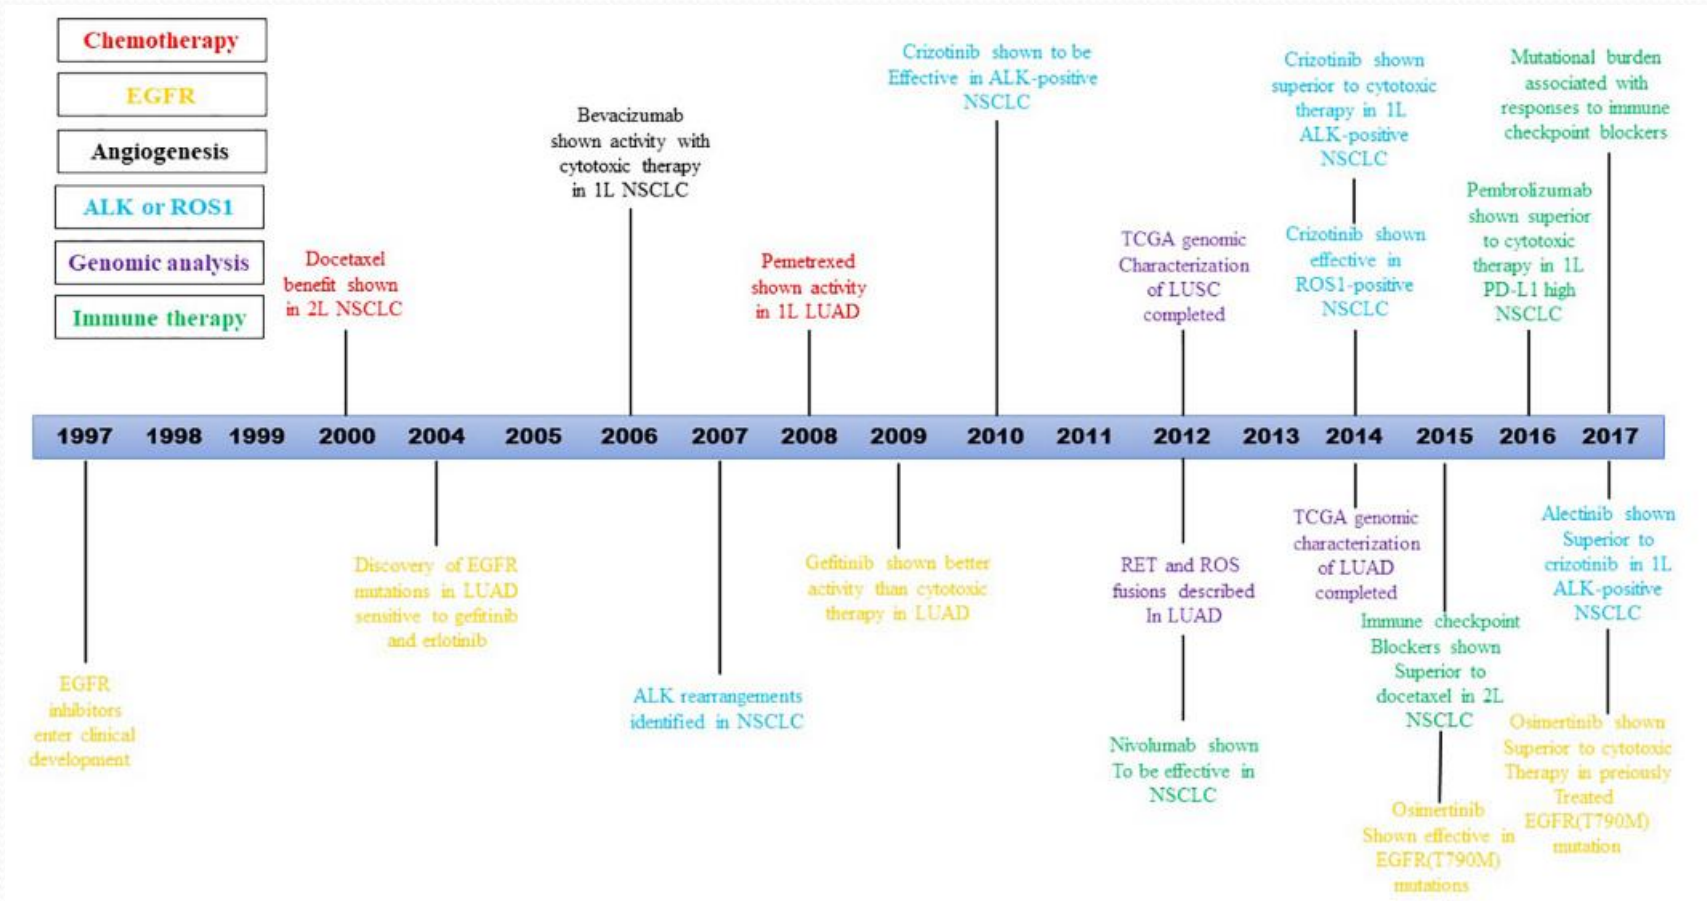 Chemotherapy
EGFR
Angiogenesis
ALK or ROS1
Genomic analysis
Immune therapy
Docetaxel
benefit shown
in 2L NSCLC
Bevacizumab
shown activity with
cytotoxic therapy
in 1L NSCLC
Pemetrexed
shown activity
in 1L LUAD
Crizotinib shown to be
Effective in ALK-positive
NSCLC
TCGA genomic
Characterization
of LUSC
completed
Crizotinib shown
superior to cytotoxic
therapy in 1L
ALK-positive
NSCLC
Crizotinib shown
effective in
ROS1-positive
NSCLC
Pembrolizumab
shown superior
to cytotoxic
therapy in 1L
PD-L1 high
NSCLC
Mutational burden
associated with
responses to immune
checkpoint blockers
1997 1998 1999 2000 2004 2005 2006 2007 2008 2009 2010 2011 2012 2013 2014 2015 2016 2017
EGFR
inhibitors
enter clinical
development
Discovery of EGFR
mutations in LUAD
sensitive to gefitinib
and erlotinib
ALK rearrangements
identified in NSCLC
Gefitinib shown better
activity than cytotoxic
therapy in LUAD
RET and ROS
fusions described
In LUAD
Nivolumab shown
To be effective in
NSCLC
TCGA genomic
characterization
of LUAD
completed
Immune checkpoint
Blockers shown
Superior to
docetaxel in 2L
NSCLC
Osimertinib
Shown effective in
EGFR(T790M)
mutations
Alectinib shown
Superior to
crizotinib in 1L
ALK-positive
NSCLC
Osimertinib shown
Superior to cytotoxic
Therapy in preiously
Treated
EGFR(T790M)
mutation